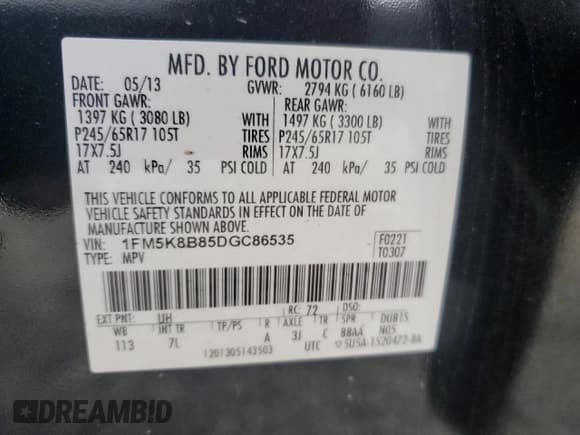 MFD. BY FORD MOTOR CO.
DATE: 05/13 GVWR: 2794 KG ( 6160 LB)
FRONT GAWR: REAR GAWR:
1397 KG ( 3080 LB) WITH 1497 KG ( 3300 LB) WITH
P245/65R17 105T TIRES P245/65R17 105T TIRES
17X7.5J RIMS 17X7.5J RIMS
AT 240 kPa/ 35 PSI COLD AT 240 kPa/ 35 PSI COLD
THIS VEHICLE CONFORMS TO ALL APPLICABLE FEDERAL MOTOR
VEHICLE SAFETY STANDARDS IN EFFECT ON THE DATE OF
MANUFACTURE SHOWN ABOVE.
VIN: 1FM5K8B85DGC86535 F0221
TYPE: MPV T0307
EXT PNT: UH RC: 72 DSO:
WB INT TR TP/PS R AXLE TR SPR DUB15
113 7L A 3J C BBAA N05
1201305143503 UTC 5U5A-1520472-BA
DREAMBID